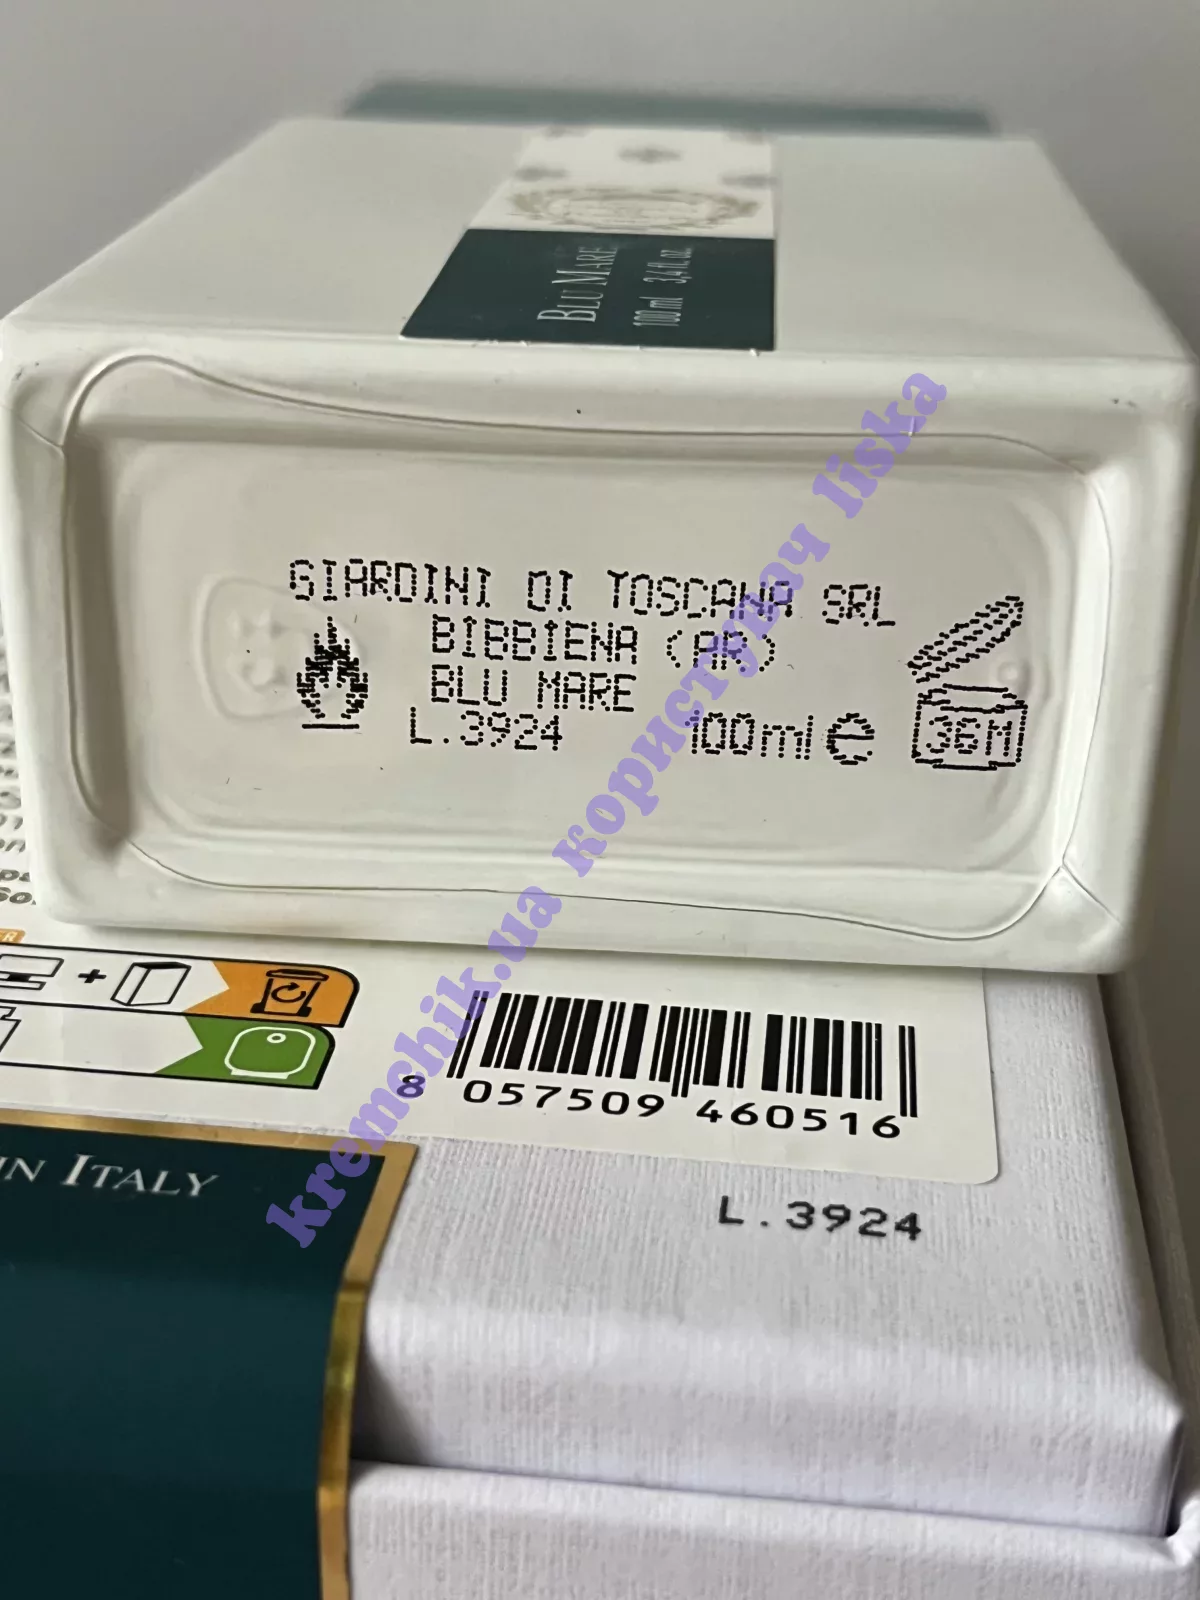 BLU MARE
100 ml 3,4 fl. oz.
GIARDINI DI TOSCANA SRL
BIBBIENA (AR)
BLU MARE
L.3924 100ml e
36M
8 057509 460516
L.3924
IN ITALY
kremchik.ua користувач liska